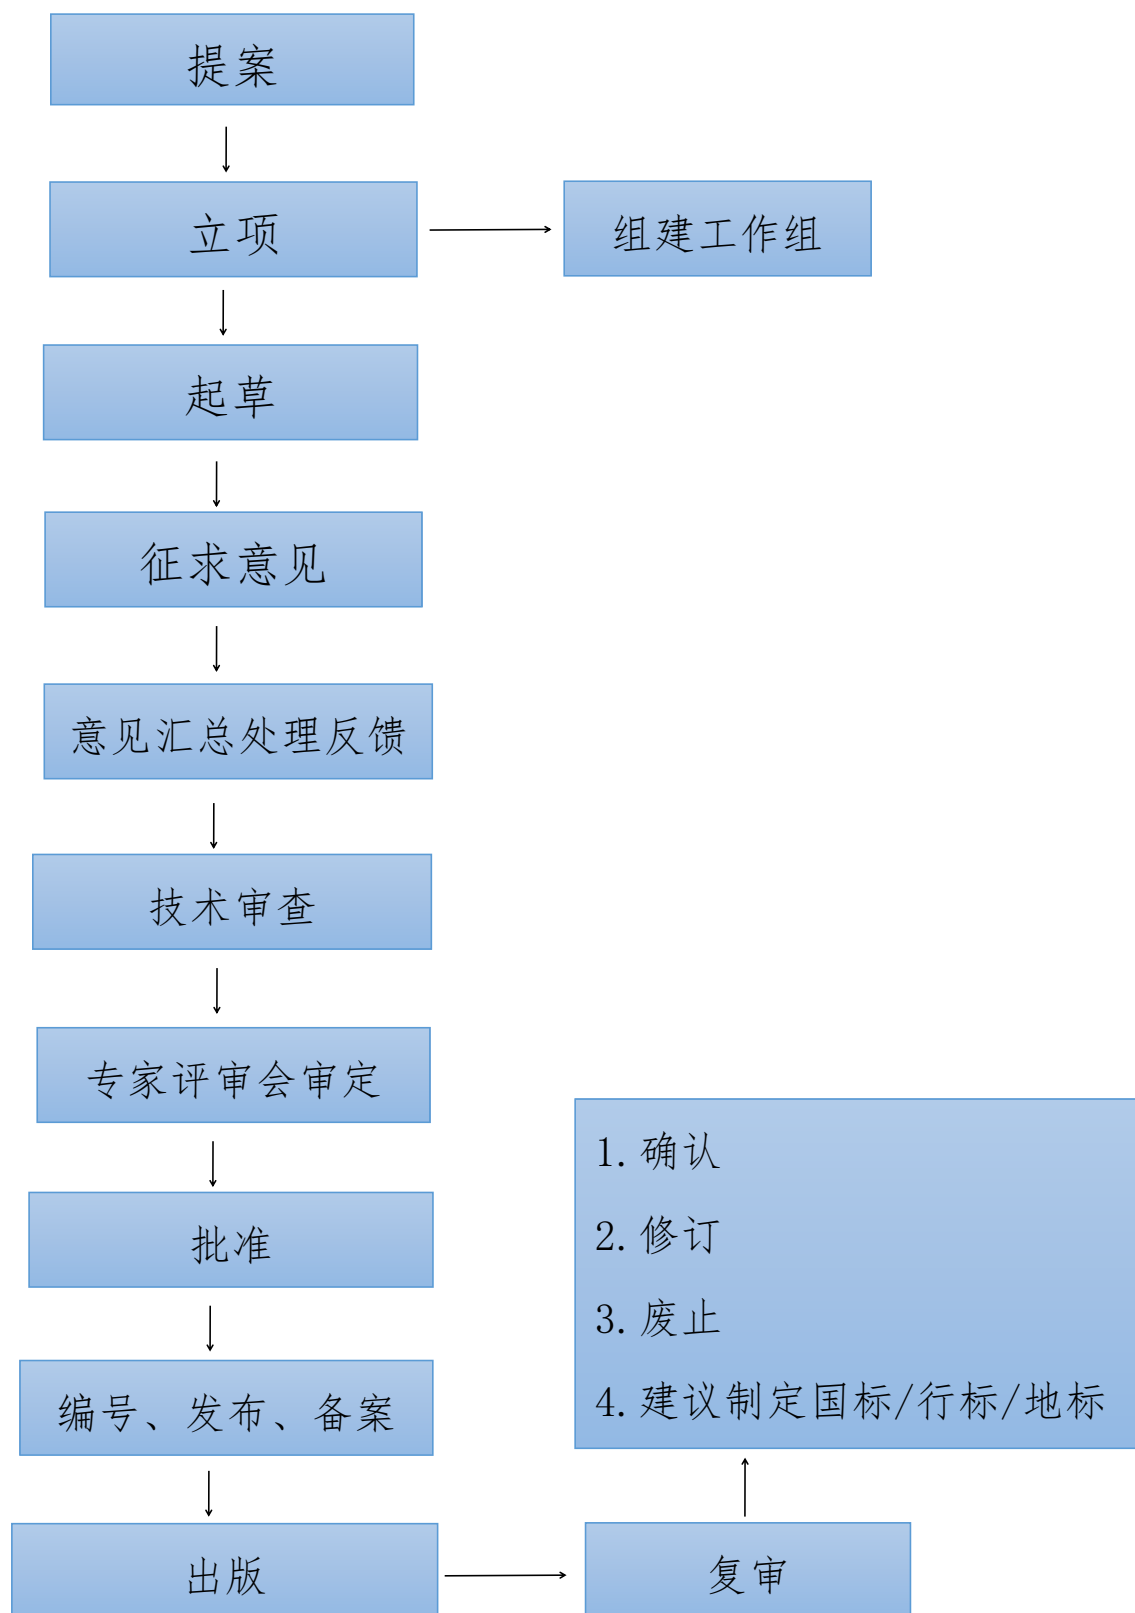 提案
立项
组建工作组
起草
征求意见
意见汇总处理反馈
技术审查
专家评审会审定
批准
编号、发布、备案
出版
复审
1.确认
2.修订
3.废止
4.建议制定国标/行标/地标